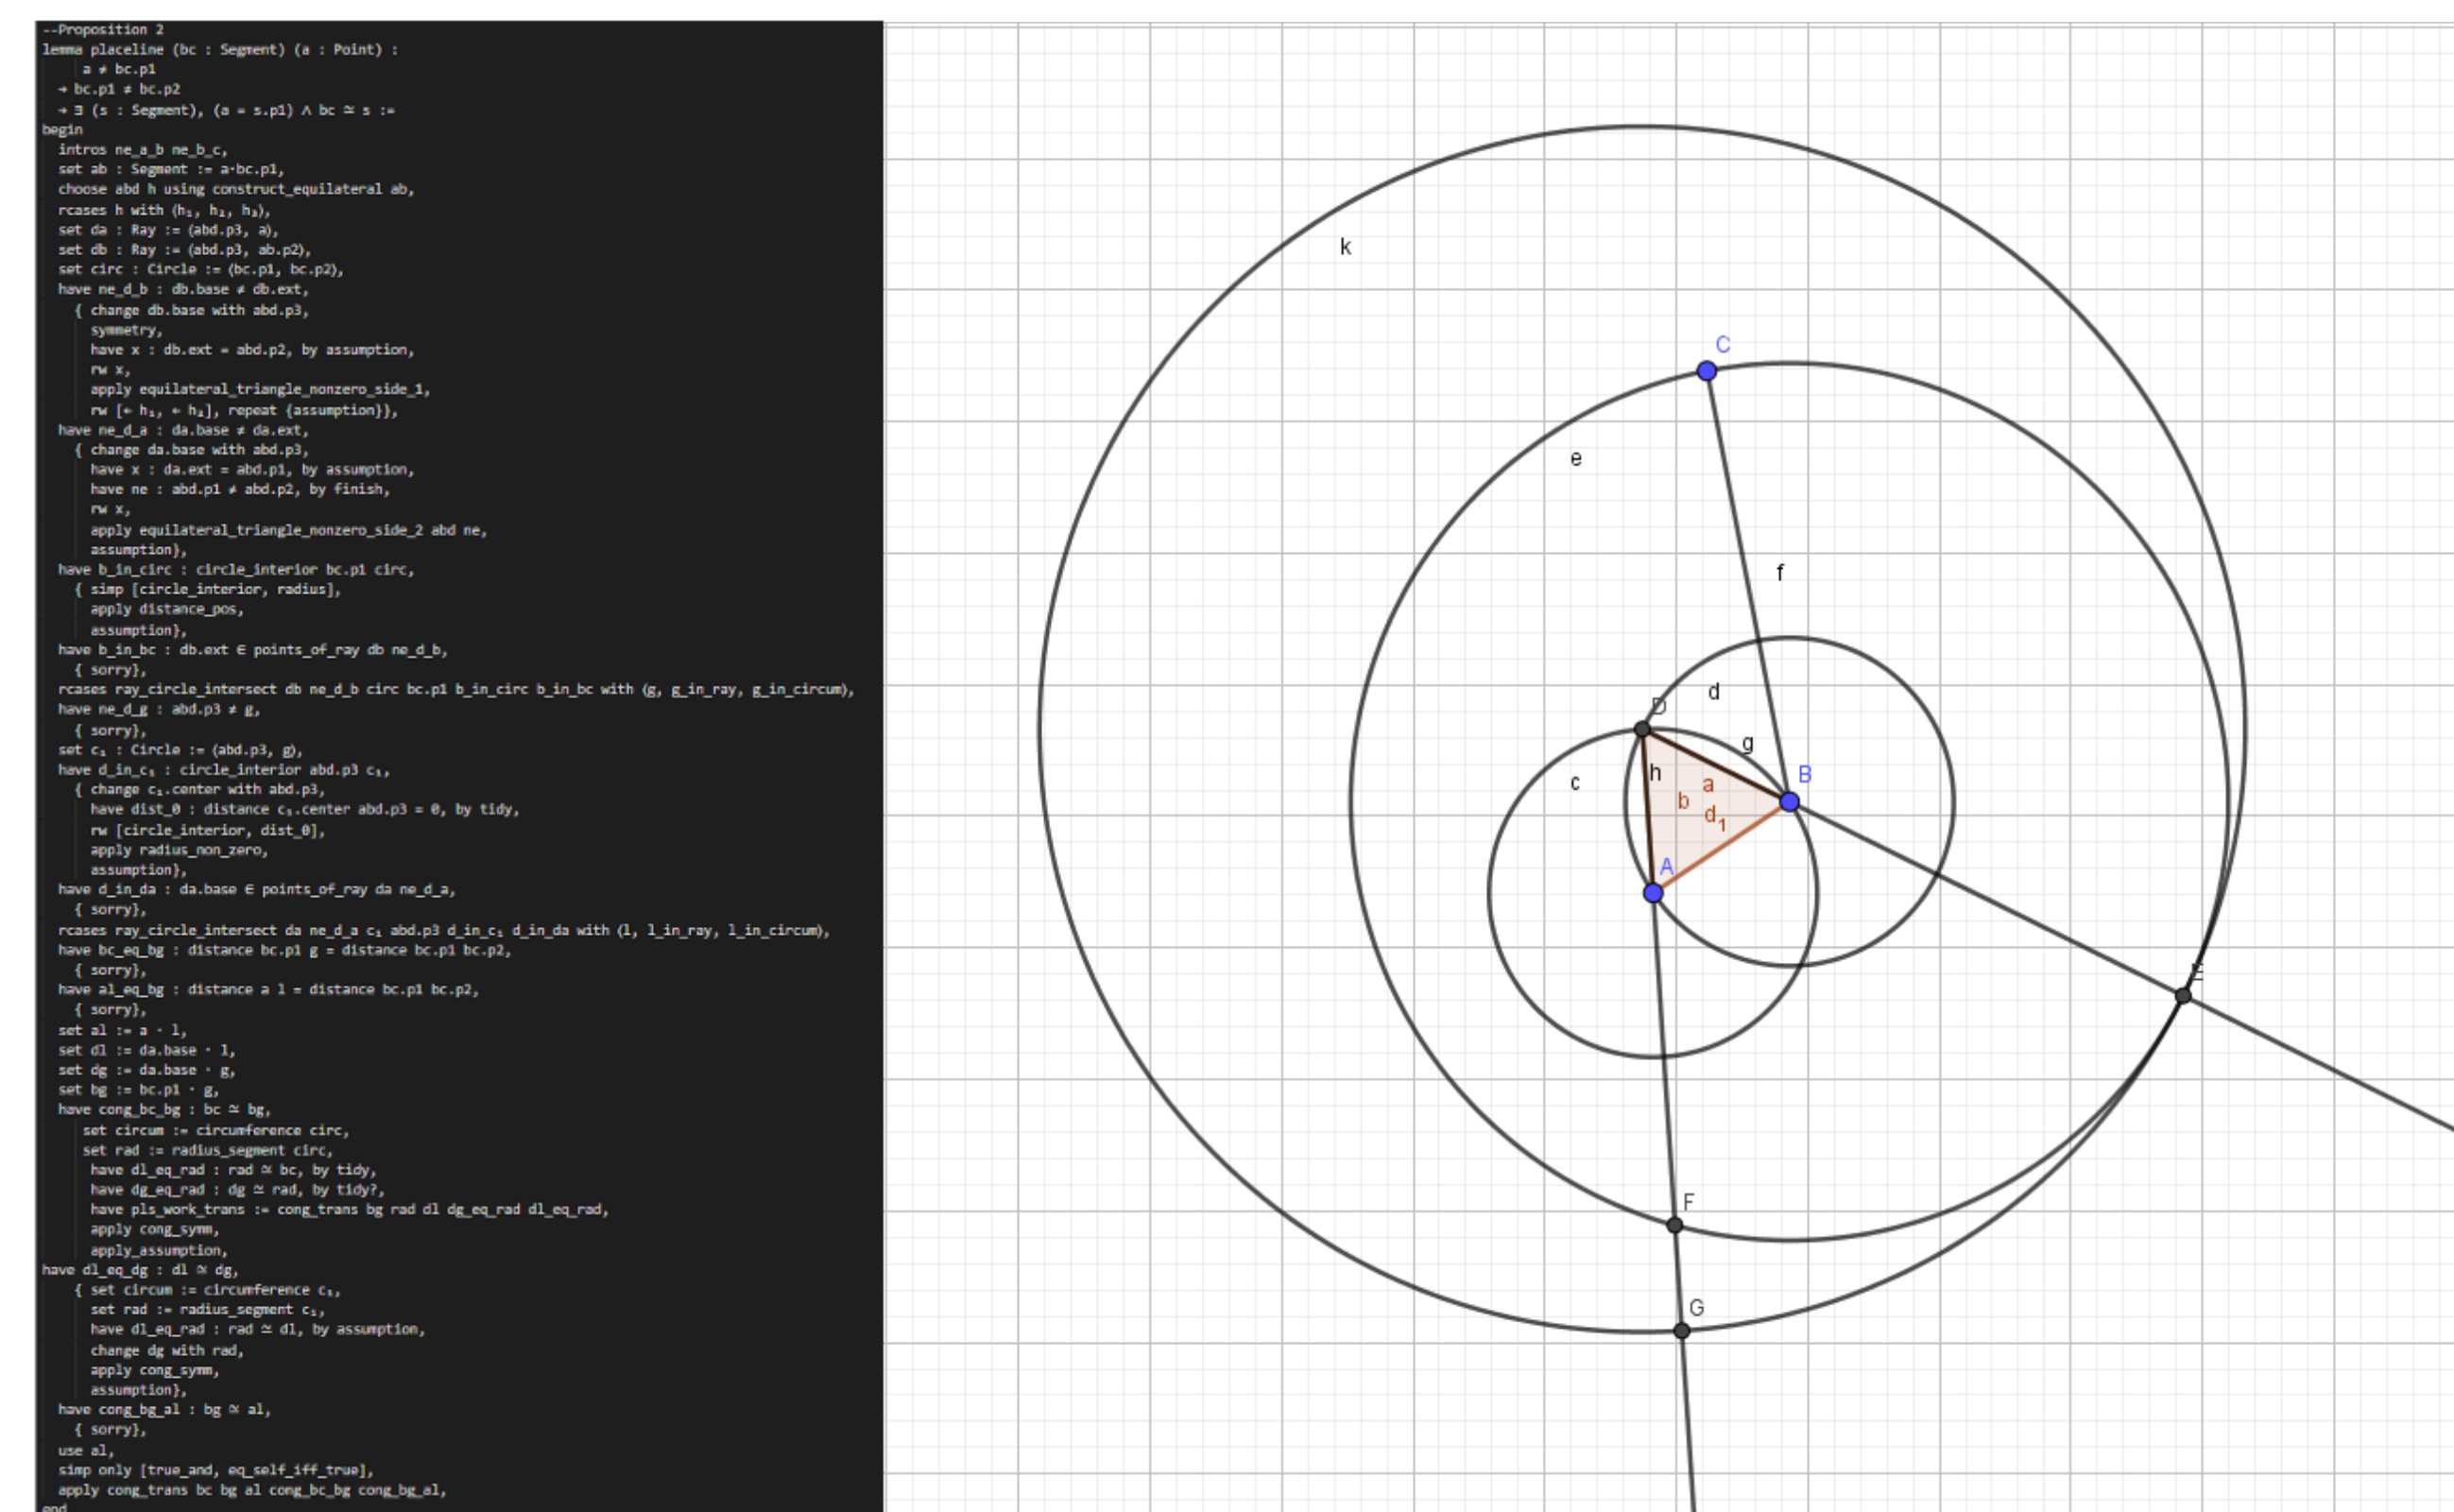 --Proposition 2
lemma placeline (bc : Segment) (a : Point) :
a ≠ bc.p1
→ bc.p1 ≠ bc.p2
→ ∃ (s : Segment), (a = s.p1) ∧ bc ≅ s :=
begin
intros ne_a_b ne_b_c,
set ab : Segment := a⬝bc.p1,
choose abd h using construct_equilateral ab,
rcases h with ⟨h₁, h₂, h₃⟩,
set da : Ray := ⟨abd.p3, a⟩,
set db : Ray := ⟨abd.p3, ab.p2⟩,
set circ : Circle := ⟨bc.p1, bc.p2⟩,
have ne_d_b : db.base ≠ db.ext,
{ change db.base with abd.p3,
symmetry,
have x : db.ext = abd.p2, by assumption,
rw x,
apply equilateral_triangle_nonzero_side_1,
rw [← h₁, ← h₂], repeat {assumption}},
have ne_d_a : da.base ≠ da.ext,
{ change da.base with abd.p3,
have x : da.ext = abd.p1, by assumption,
have ne : abd.p1 ≠ abd.p2, by finish,
rw x,
apply equilateral_triangle_nonzero_side_2 abd ne,
assumption},
have b_in_circ : circle_interior bc.p1 circ,
{ simp [circle_interior, radius],
apply distance_pos,
assumption},
have b_in_bc : db.ext ∈ points_of_ray db ne_d_b,
{ sorry},
rcases ray_circle_intersect db ne_d_b circ bc.p1 b_in_circ b_in_bc with ⟨g, g_in_ray, g_in_circum⟩,
have ne_d_g : abd.p3 ≠ g,
{ sorry},
set c₁ : Circle := ⟨abd.p3, g⟩,
have d_in_c₁ : circle_interior abd.p3 c₁,
{ change c₁.center with abd.p3,
have dist_0 : distance c₁.center abd.p3 = 0, by tidy,
rw [circle_interior, dist_0],
apply radius_non_zero,
assumption},
have d_in_da : da.base ∈ points_of_ray da ne_d_a,
{ sorry},
rcases ray_circle_intersect da ne_d_a c₁ abd.p3 d_in_c₁ d_in_da with ⟨l, l_in_ray, l_in_circum⟩,
have bc_eq_bg : distance bc.p1 g = distance bc.p1 bc.p2,
{ sorry},
have al_eq_bg : distance a l = distance bc.p1 bc.p2,
{ sorry},
set al := a ⬝ l,
set dl := da.base ⬝ l,
set dg := da.base ⬝ g,
set bg := bc.p1 ⬝ g,
have cong_bc_bg : bc ≅ bg,
set circum := circumference circ,
set rad := radius_segment circ,
have dl_eq_rad : rad ≅ bc, by tidy,
have dg_eq_rad : dg ≅ rad, by tidy?,
have pls_work_trans := cong_trans bg rad dl dg_eq_rad dl_eq_rad,
apply cong_symm,
apply_assumption,
have dl_eq_dg : dl ≅ dg,
{ set circum := circumference c₁,
set rad := radius_segment c₁,
have dl_eq_rad : rad ≅ dl, by assumption,
change dg with rad,
apply cong_symm,
assumption},
have cong_bg_al : bg ≅ al,
{ sorry},
use al,
simp only [true_and, eq_self_iff_true],
apply cong_trans bc bg al cong_bc_bg cong_bg_al,
end
k
C
e
f
d
D
g
h
c
B
a
b
d₁
A
E
F
G